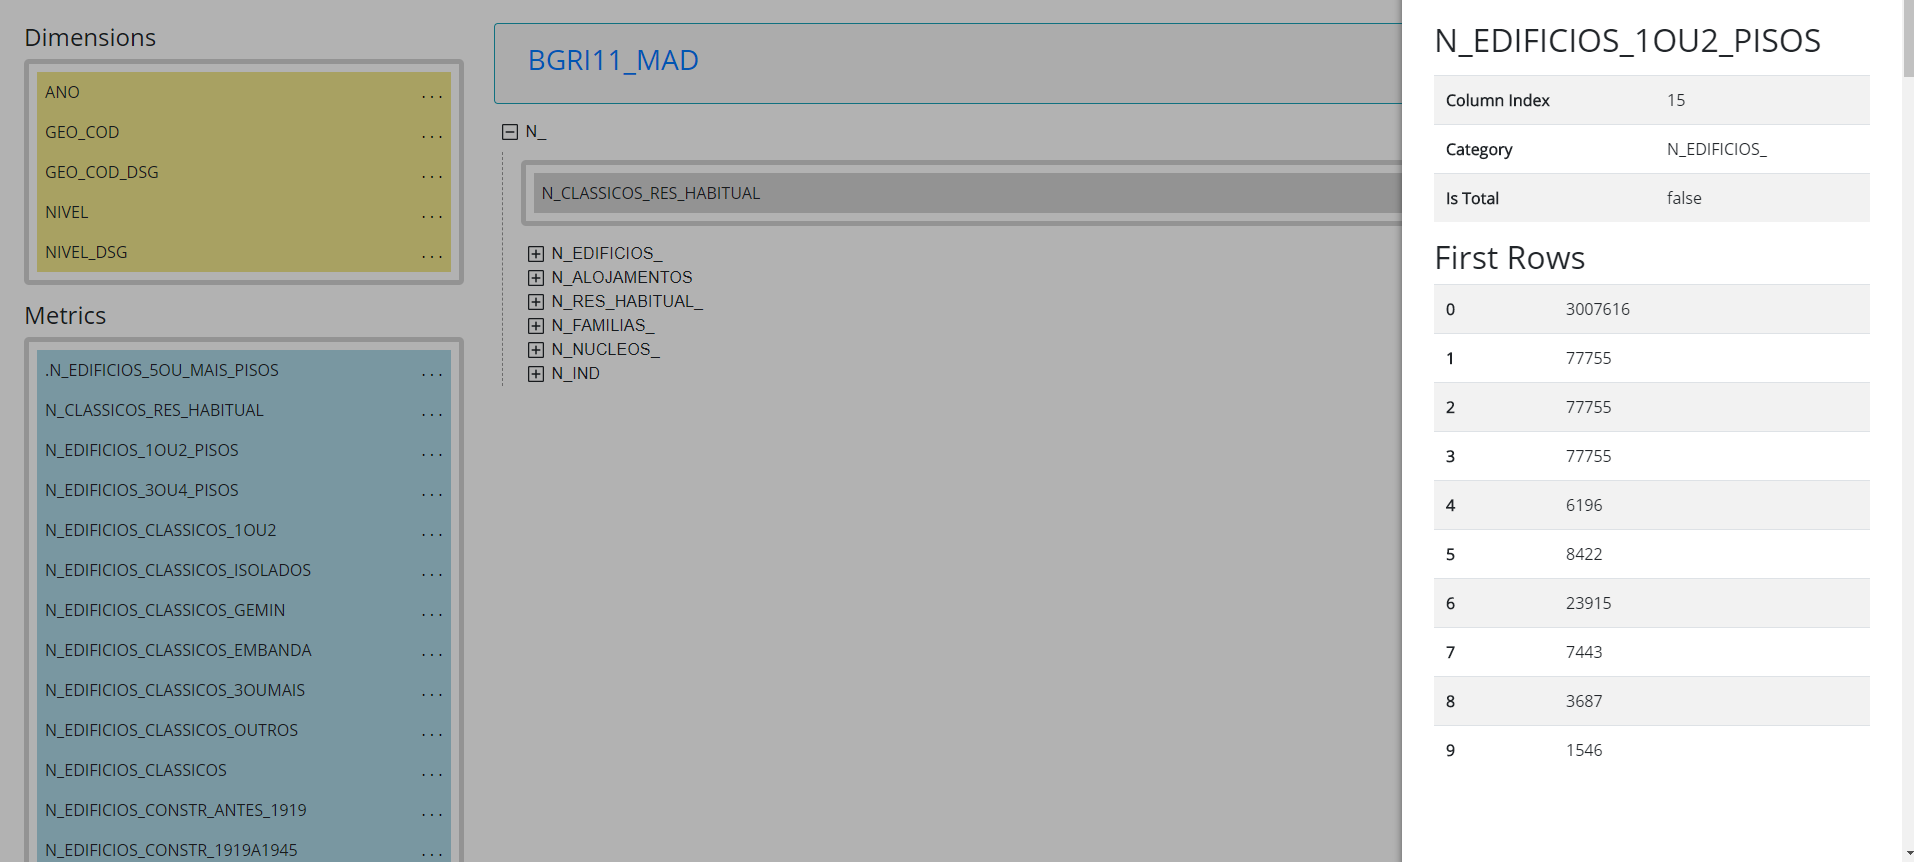 Dimensions
ANO ...
GEO_COD ...
GEO_COD_DSG ...
NIVEL ...
NIVEL_DSG ...
Metrics
.N_EDIFICIOS_5OU_MAIS_PISOS ...
N_CLASSICOS_RES_HABITUAL ...
N_EDIFICIOS_1OU2_PISOS ...
N_EDIFICIOS_3OU4_PISOS ...
N_EDIFICIOS_CLASSICOS_1OU2 ...
N_EDIFICIOS_CLASSICOS_ISOLADOS ...
N_EDIFICIOS_CLASSICOS_GEMIN ...
N_EDIFICIOS_CLASSICOS_EMBANDA ...
N_EDIFICIOS_CLASSICOS_3OUMAIS ...
N_EDIFICIOS_CLASSICOS_OUTROS ...
N_EDIFICIOS_CLASSICOS ...
N_EDIFICIOS_CONSTR_ANTES_1919 ...
N_EDIFICIOS_CONSTR_1919A1945 ...
BGRI11_MAD
N_
N_CLASSICOS_RES_HABITUAL
N_EDIFICIOS_
N_ALOJAMENTOS
N_RES_HABITUAL_
N_FAMILIAS_
N_NUCLEOS_
N_IND
N_EDIFICIOS_1OU2_PISOS
Column Index 15
Category N_EDIFICIOS_
Is Total false
First Rows
0 3007616
1 77755
2 77755
3 77755
4 6196
5 8422
6 23915
7 7443
8 3687
9 1546